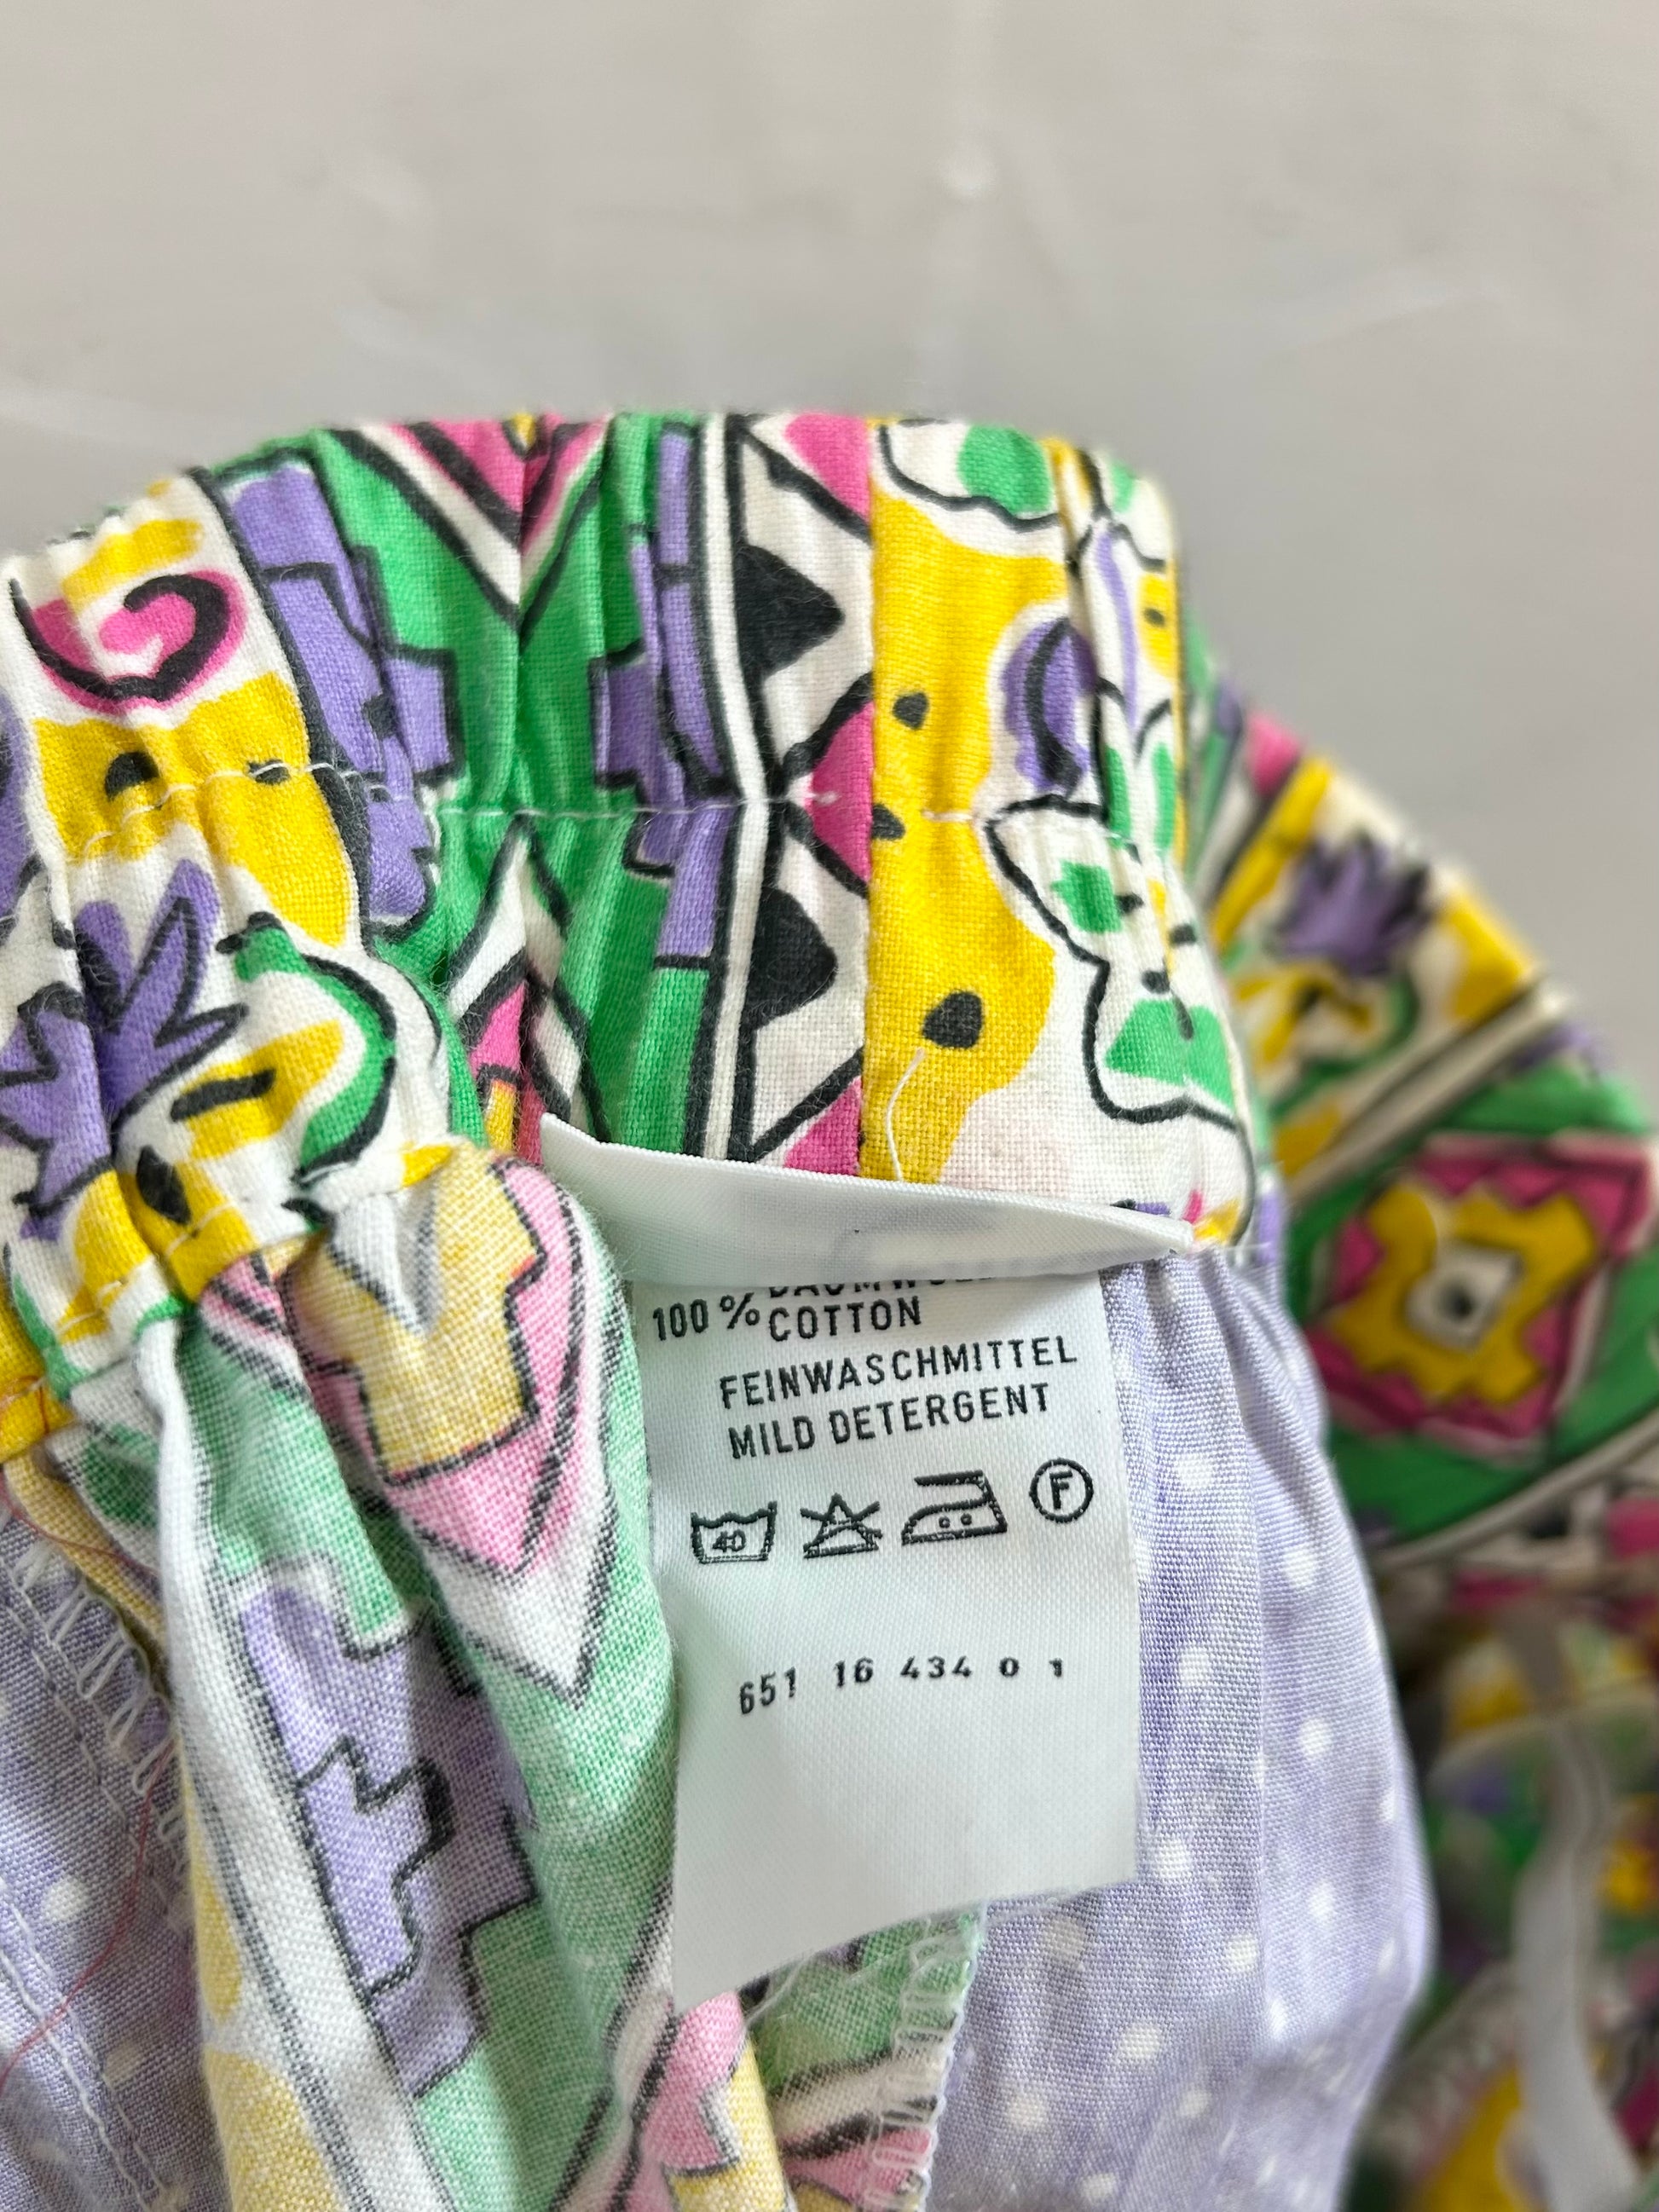 100% COTTON
FEINWASCHMITTEL
MILD DETERGENT
40 F
651 16 434 0 1